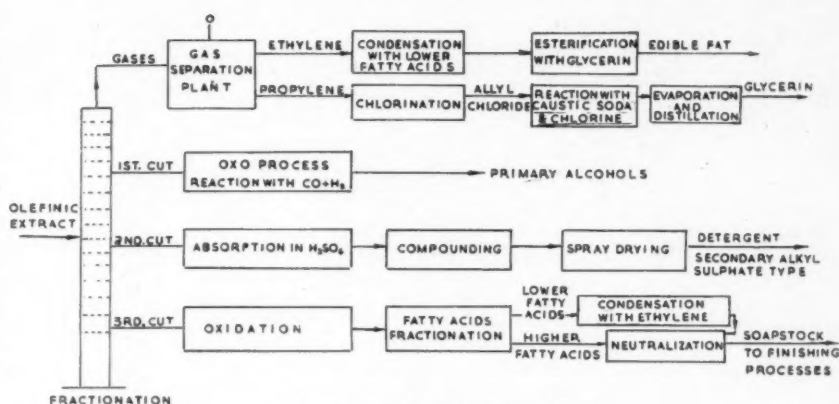 GASES
GAS
SEPARATION
PLANT
ETHYLENE
CONDENSATION
WITH LOWER
FATTY ACIDS
ESTERIFICATION
WITH GLYCERIN
EDIBLE FAT
PROPYLENE
CHLORINATION
ALLYL
CHLORIDE
REACTION WITH
CAUSTIC SODA
& CHLORINE
EVAPORATION
AND
DISTILLATION
GLYCERIN
1ST. CUT
OXO PROCESS
REACTION WITH CO+H₂
PRIMARY ALCOHOLS
OLEFINIC
EXTRACT
2ND. CUT
ABSORPTION IN H₂SO₄
COMPOUNDING
SPRAY DRYING
DETERGENT
SECONDARY ALKYL
SULPHATE TYPE
3RD. CUT
OXIDATION
FATTY ACIDS
FRACTIONATION
LOWER
FATTY
ACIDS
CONDENSATION
WITH ETHYLENE
HIGHER
FATTY ACIDS
NEUTRALIZATION
SOAPSTOCK
TO FINISHING
PROCESSES
FRACTIONATION